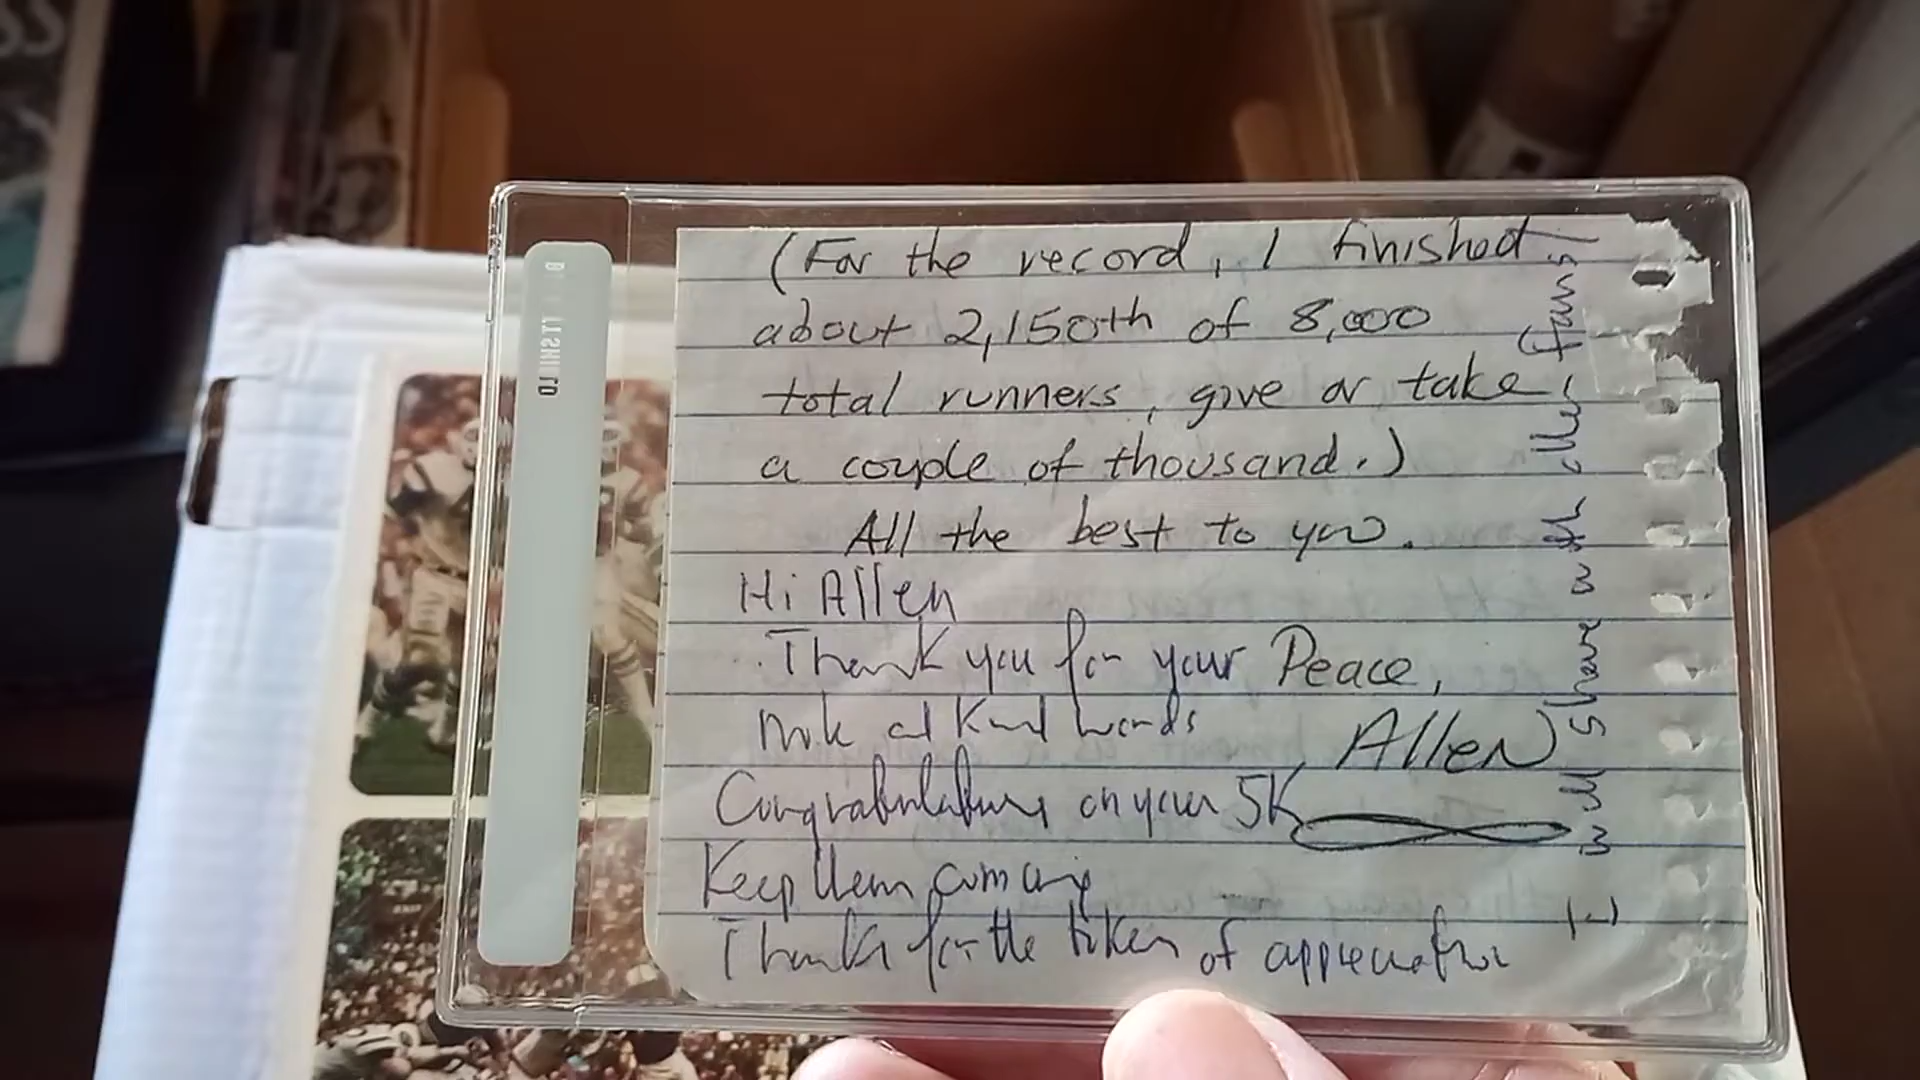 (For the record, I finished
about 2,150th of 8,000
total runners, give or take
a couple of thousand.)
All the best to you.
Hi Allen
Thank you for your
Peace,
note and kind words
Allen
Congratulations on your 5K
Keep them coming
Thanks for the token of appreciation
I will share with other fans)